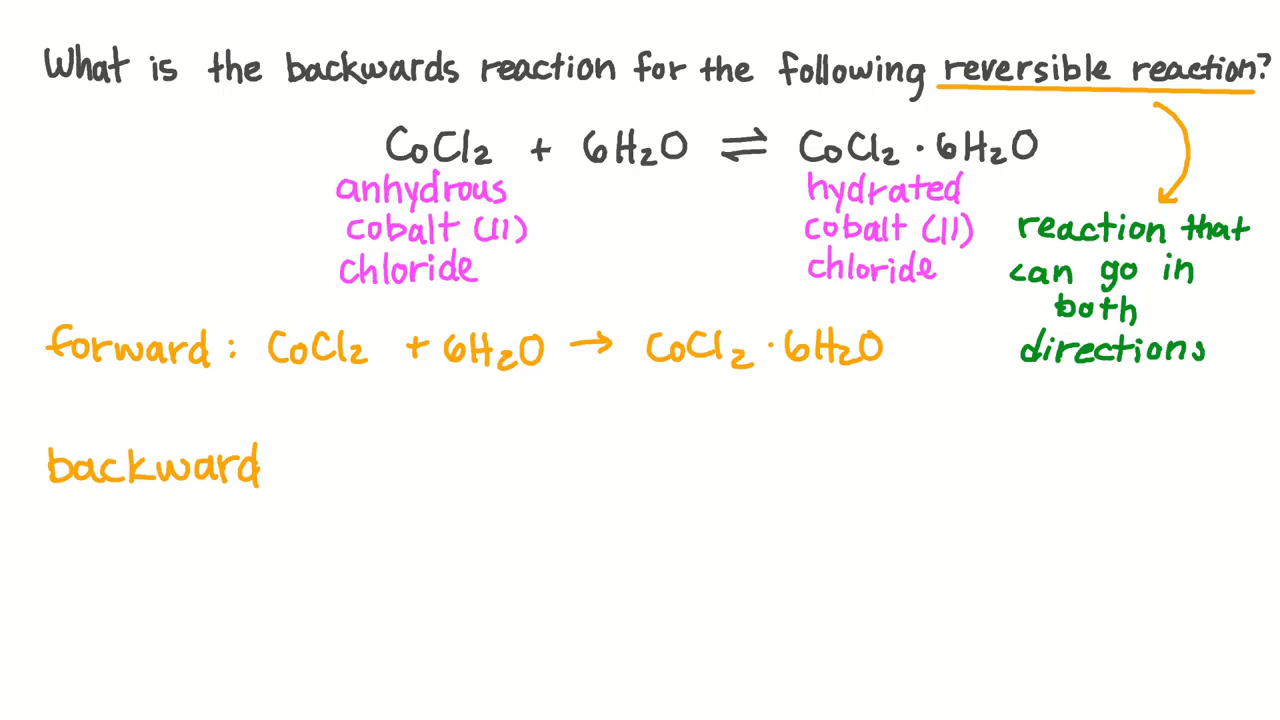 What is the backwards reaction for the following reversible reaction?
CoCl₂ + 6H₂O ⇌ CoCl₂ · 6H₂O
anhydrous
cobalt (II)
chloride
hydrated
cobalt (II)
chloride
reaction that
can go in
both
directions
forward : CoCl₂ + 6H₂O → CoCl₂ · 6H₂O
backward